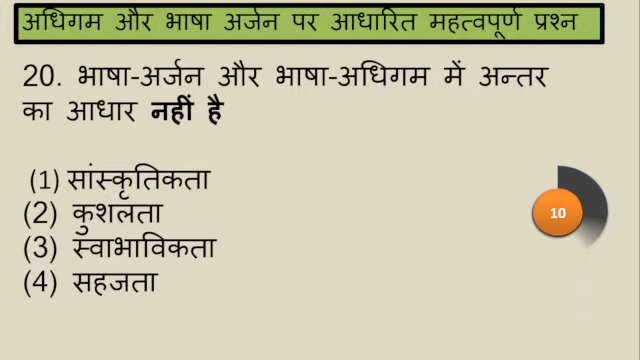 अधिगम और भाषा अर्जन पर आधारित महत्वपूर्ण प्रश्न
20. भाषा-अर्जन और भाषा-अधिगम में अन्तर
का आधार नहीं है
(1) सांस्कृतिकता
(2) कुशलता
(3) स्वाभाविकता
(4) सहजता
10